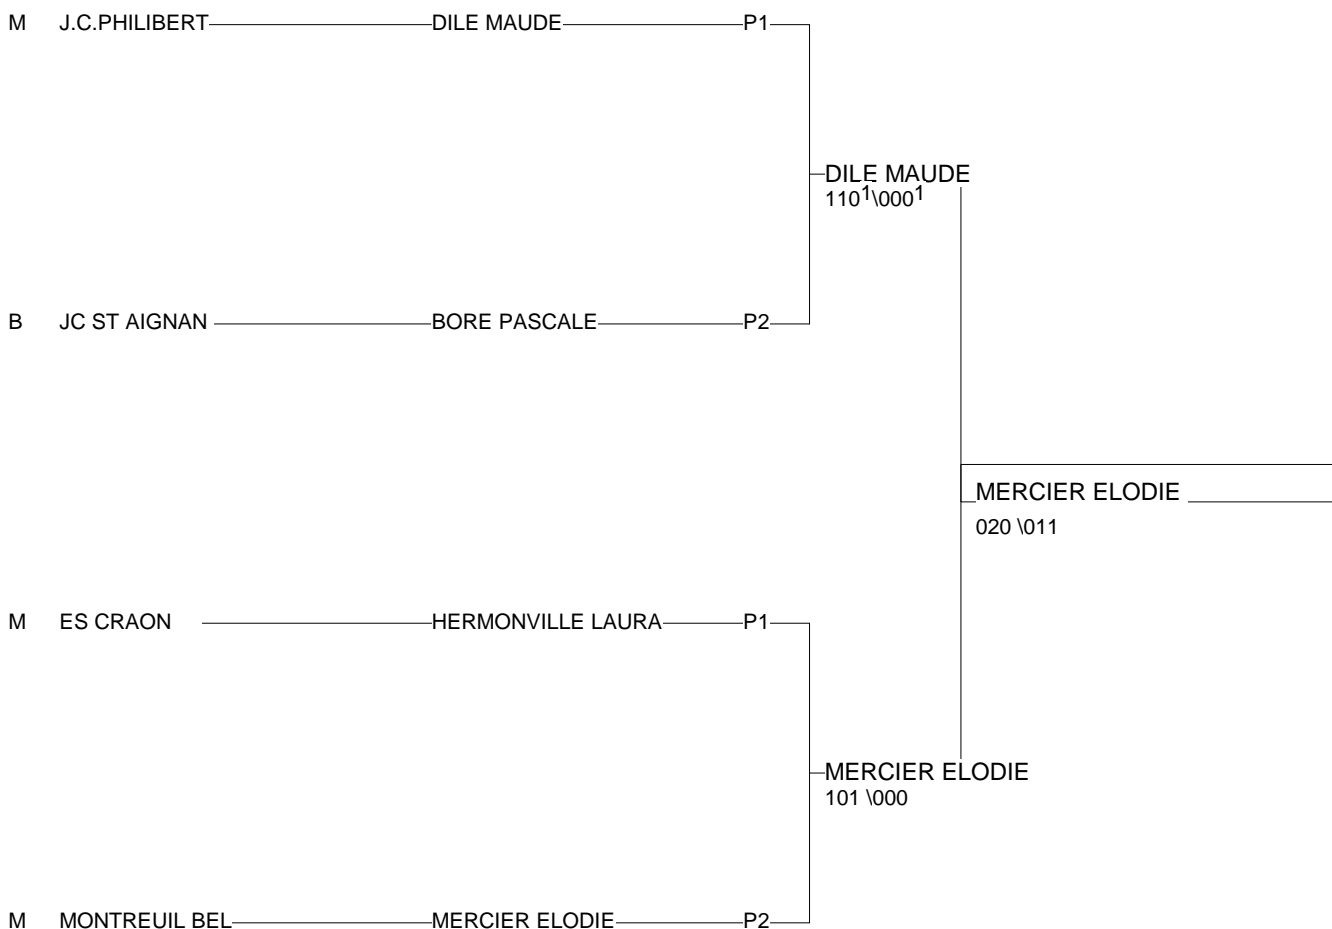 M J.C.PHILIBERT DILE MAUDE P1
DILE MAUDE
110¹\000¹
B JC ST AIGNAN BORE PASCALE P2
MERCIER ELODIE
020 \011
M ES CRAON HERMONVILLE LAURA P1
MERCIER ELODIE
101 \000
M MONTREUIL BEL MERCIER ELODIE P2